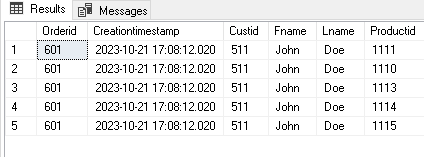 Results Messages
Orderid Creationtimestamp Custid Fname Lname Productid
1 601 2023-10-21 17:08:12.020 511 John Doe 1111
2 601 2023-10-21 17:08:12.020 511 John Doe 1110
3 601 2023-10-21 17:08:12.020 511 John Doe 1113
4 601 2023-10-21 17:08:12.020 511 John Doe 1114
5 601 2023-10-21 17:08:12.020 511 John Doe 1115